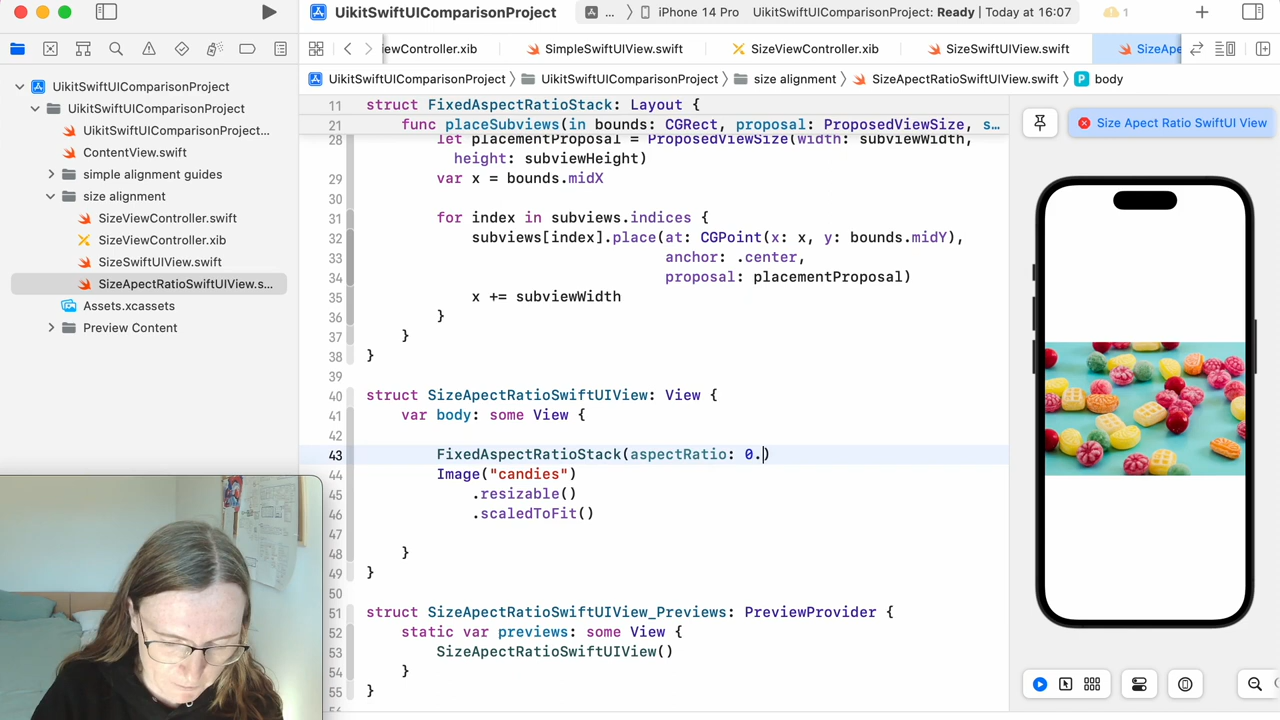 UikitSwiftUIComparisonProject
... 〉 iPhone 14 Pro
UikitSwiftUIComparisonProject: Ready | Today at 16:07
1
iewController.xib
SimpleSwiftUIView.swift
SizeViewController.xib
SizeSwiftUIView.swift
SizeApe
UikitSwiftUIComparisonProject 〉 UikitSwiftUIComparisonProject 〉 size alignment 〉 SizeApectRatioSwiftUIView.swift 〉 P body
UikitSwiftUIComparisonProject
UikitSwiftUIComparisonProject
UikitSwiftUIComparisonProject...
ContentView.swift
simple alignment guides
size alignment
SizeViewController.swift
SizeViewController.xib
SizeSwiftUIView.swift
SizeApectRatioSwiftUIView.s...
Assets.xcassets
Preview Content
11 struct FixedAspectRatioStack: Layout {
21 func placeSubviews(in bounds: CGRect, proposal: ProposedViewSize, s...
28 let placementProposal = ProposedViewSize(width: subviewWidth,
height: subviewHeight)
29 var x = bounds.midX
30
31 for index in subviews.indices {
32 subviews[index].place(at: CGPoint(x: x, y: bounds.midY),
33 anchor: .center,
34 proposal: placementProposal)
35 x += subviewWidth
36 }
37 }
38 }
39
40 struct SizeApectRatioSwiftUIView: View {
41 var body: some View {
42
43 FixedAspectRatioStack(aspectRatio: 0.)
44 Image("candies")
45 .resizable()
46 .scaledToFit()
47
48 }
49 }
50
51 struct SizeApectRatioSwiftUIView_Previews: PreviewProvider {
52 static var previews: some View {
53 SizeApectRatioSwiftUIView()
54 }
55 }
Size Apect Ratio SwiftUI View